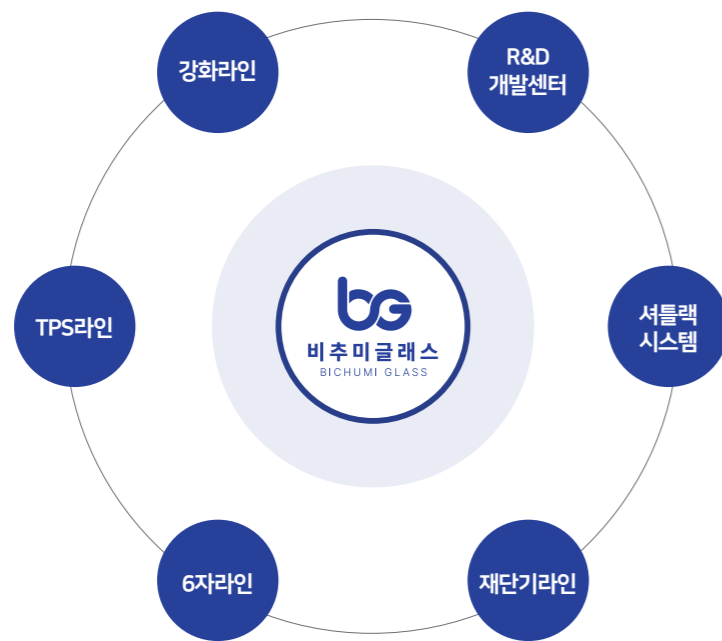 강화라인
R&D
개발센터
TPS라인
bG
비추미글래스
BICHUMI GLASS
셔틀랙
시스템
6자라인
재단기라인